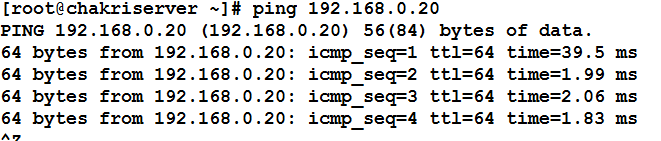 [root@chakriserver ~]# ping 192.168.0.20
PING 192.168.0.20 (192.168.0.20) 56(84) bytes of data.
64 bytes from 192.168.0.20: icmp_seq=1 ttl=64 time=39.5 ms
64 bytes from 192.168.0.20: icmp_seq=2 ttl=64 time=1.99 ms
64 bytes from 192.168.0.20: icmp_seq=3 ttl=64 time=2.06 ms
64 bytes from 192.168.0.20: icmp_seq=4 ttl=64 time=1.83 ms
^Z